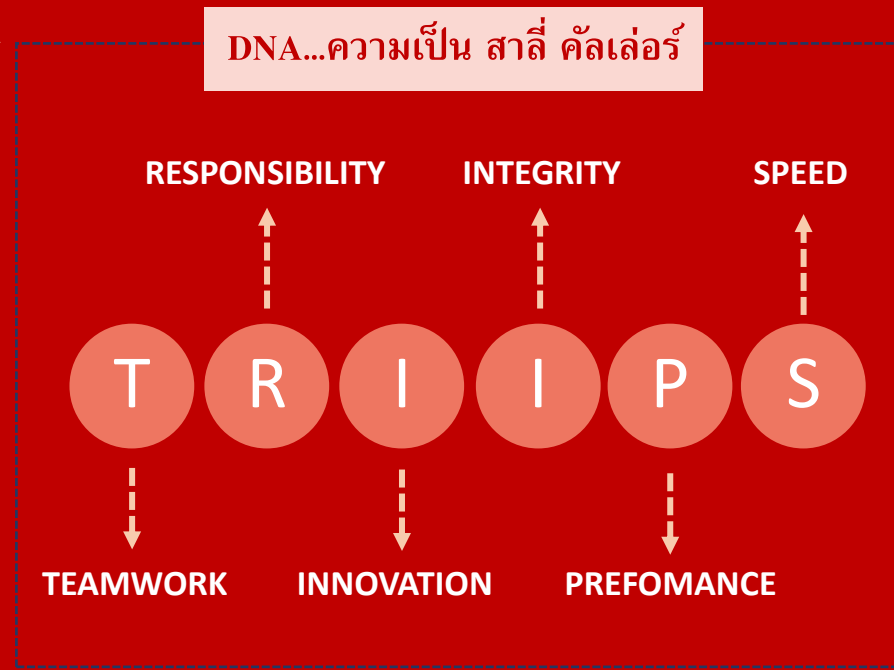 DNA...ความเป็น สาลี่ คัลเล่อร์
RESPONSIBILITY INTEGRITY SPEED
T R I I P S
TEAMWORK INNOVATION PREFOMANCE